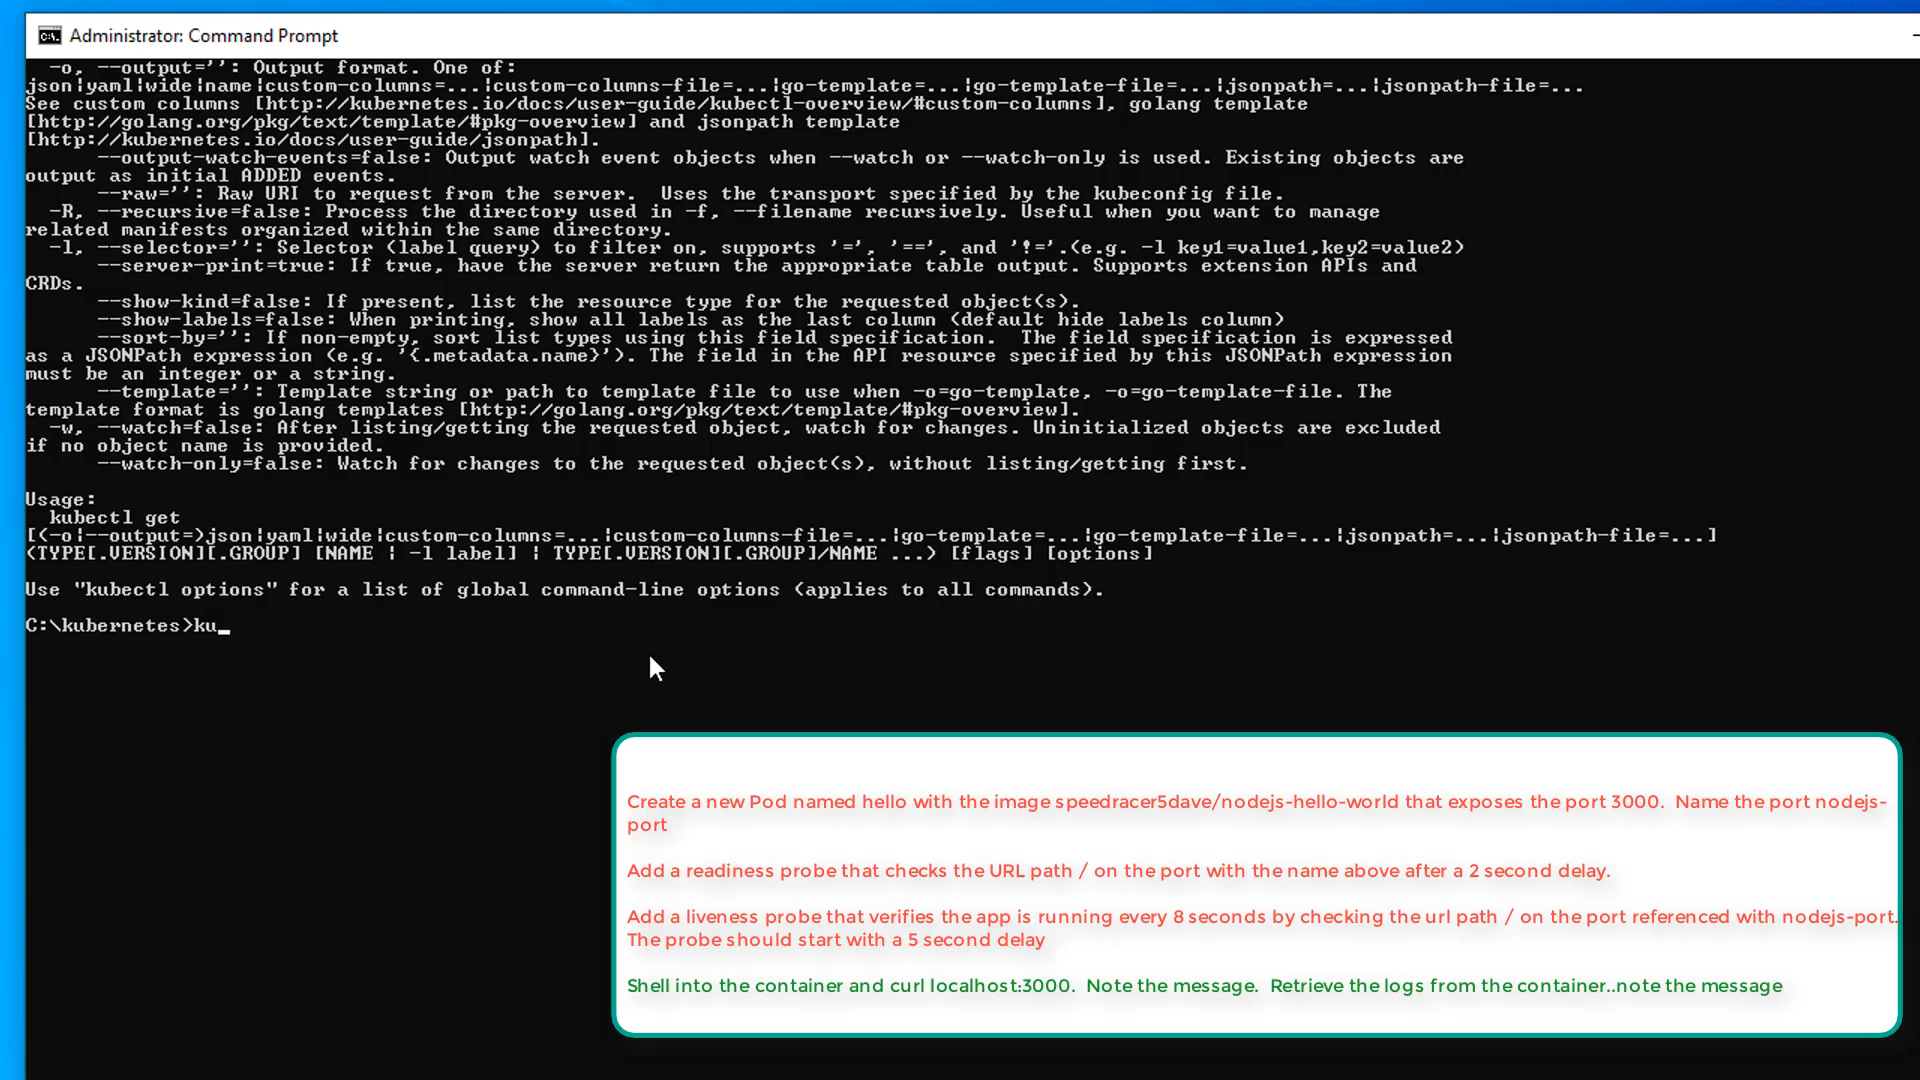 Administrator: Command Prompt
-o, --output='': Output format. One of:
json|yaml|wide|name|custom-columns=...|custom-columns-file=...|go-template=...|go-template-file=...|jsonpath=...|jsonpath-file=...
See custom columns [http://kubernetes.io/docs/user-guide/kubectl-overview/#custom-columns], golang template
[http://golang.org/pkg/text/template/#pkg-overview] and jsonpath template
[http://kubernetes.io/docs/user-guide/jsonpath].
--output-watch-events=false: Output watch event objects when --watch or --watch-only is used. Existing objects are
output as initial ADDED events.
--raw='': Raw URI to request from the server.  Uses the transport specified by the kubeconfig file.
-R, --recursive=false: Process the directory used in -f, --filename recursively. Useful when you want to manage
related manifests organized within the same directory.
-l, --selector='': Selector (label query) to filter on, supports '=', '==', and '!='.(e.g. -l key1=value1,key2=value2)
--server-print=true: If true, have the server return the appropriate table output. Supports extension APIs and
CRDs.
--show-kind=false: If present, list the resource type for the requested object(s).
--show-labels=false: When printing, show all labels as the last column (default hide labels column)
--sort-by='': If non-empty, sort list types using this field specification.  The field specification is expressed
as a JSONPath expression (e.g. '{.metadata.name}'). The field in the API resource specified by this JSONPath expression
must be an integer or a string.
--template='': Template string or path to template file to use when -o=go-template, -o=go-template-file. The
template format is golang templates [http://golang.org/pkg/text/template/#pkg-overview].
-w, --watch=false: After listing/getting the requested object, watch for changes. Uninitialized objects are excluded
if no object name is provided.
--watch-only=false: Watch for changes to the requested object(s), without listing/getting first.
Usage:
kubectl get
[(-o|--output=)json|yaml|wide|custom-columns=...|custom-columns-file=...|go-template=...|go-template-file=...|jsonpath=...|jsonpath-file=...]
(TYPE[.VERSION][.GROUP] [NAME | -l label] | TYPE[.VERSION][.GROUP]/NAME ...) [flags] [options]
Use "kubectl options" for a list of global command-line options (applies to all commands).
C:\kubernetes>ku_
Create a new Pod named hello with the image speedracer5dave/nodejs-hello-world that exposes the port 3000.  Name the port nodejs-
port
Add a readiness probe that checks the URL path / on the port with the name above after a 2 second delay.
Add a liveness probe that verifies the app is running every 8 seconds by checking the url path / on the port referenced with nodejs-port.
The probe should start with a 5 second delay
Shell into the container and curl localhost:3000.  Note the message.  Retrieve the logs from the container..note the message